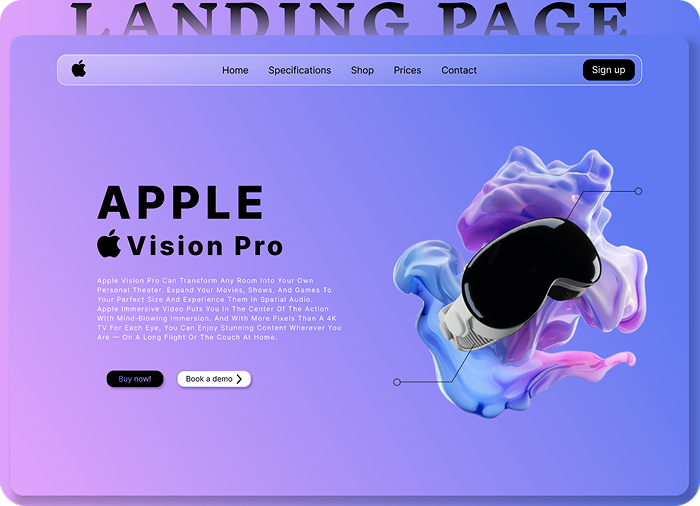 LANDING PAGE
Home Specifications Shop Prices Contact Sign up
APPLE
Vision Pro
Apple Vision Pro Can Transform Any Room Into Your Own
Personal Theater. Expand Your Movies, Shows, And Games To
Your Perfect Size And Experience Them In Spatial Audio.
Apple Immersive Video Puts You In The Center Of The Action
With Mind-Blowing Immersion. And With More Pixels Than A 4K
TV For Each Eye, You Can Enjoy Stunning Content Wherever You
Are — On A Long Flight Or The Couch At Home.
Buy now! Book a demo